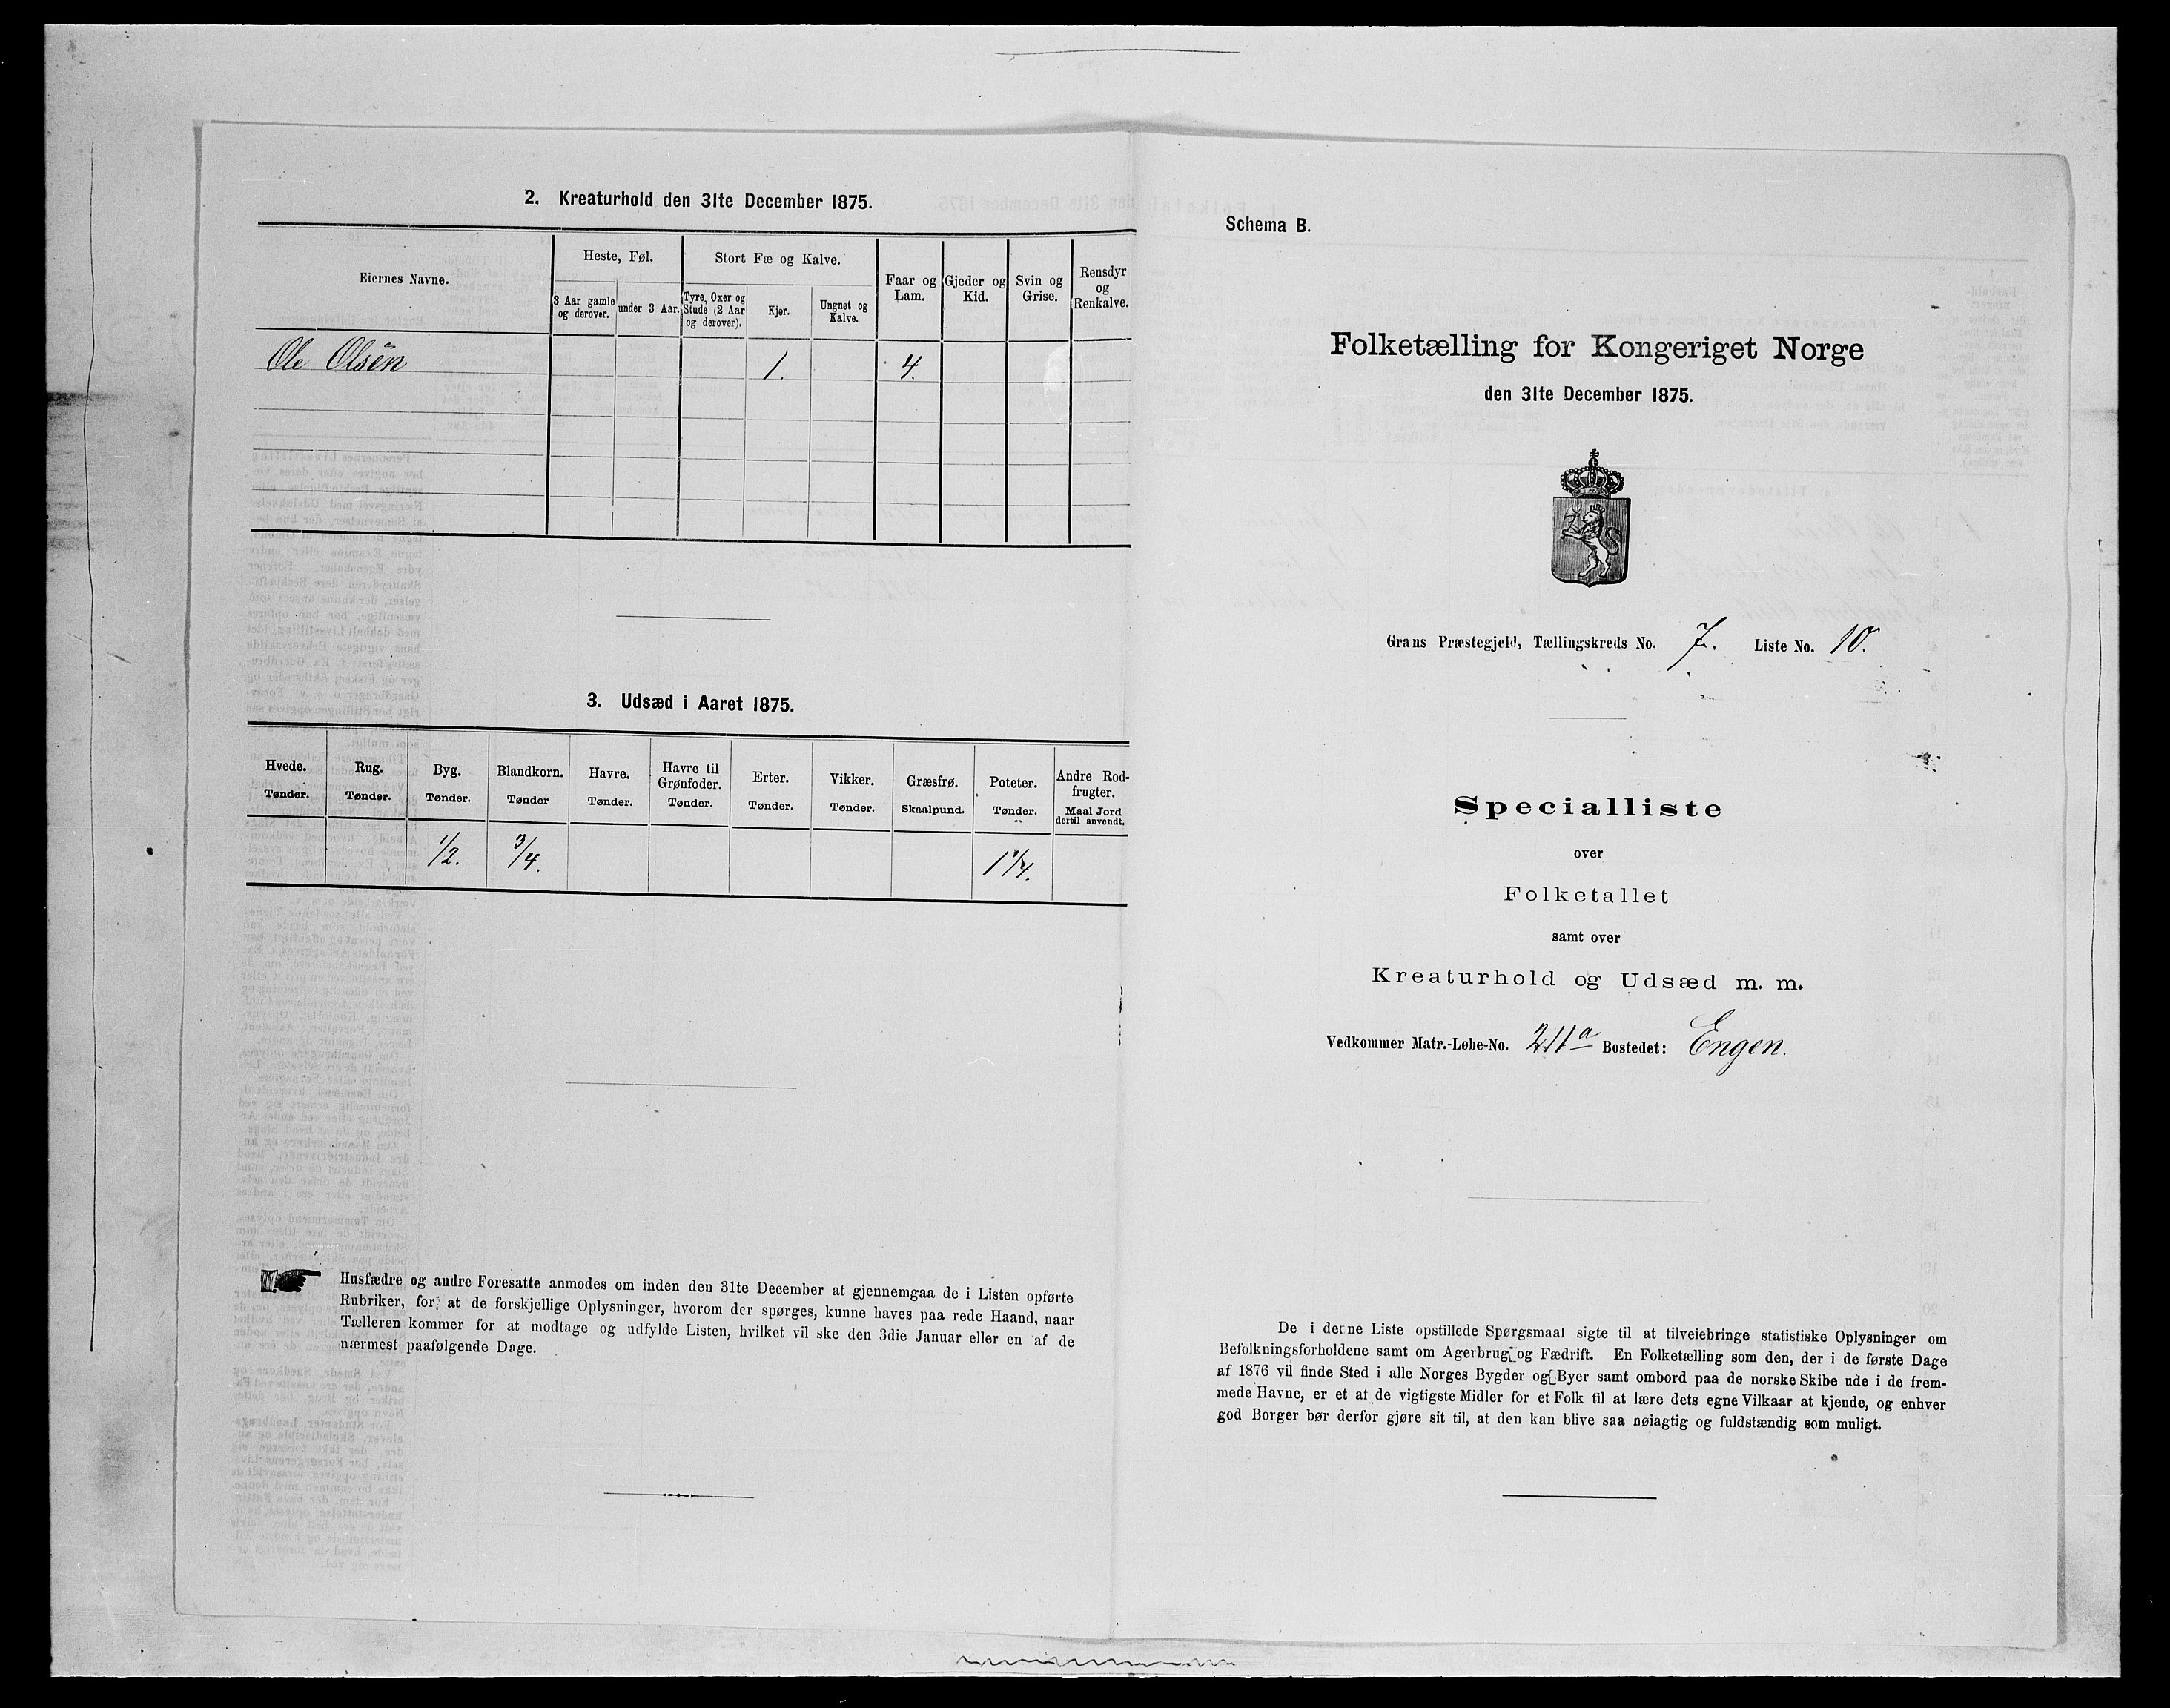 2. Kreaturhold den 31te December 1875.
Eiernes Navne.
Heste, Føl.
3 Aar gamle og derover.
under 3 Aar.
Stort Fæ og Kalve.
Tyre, Oxer og Stude (2 Aar og derover).
Kjør.
Ungnøt og Kalve.
Faar og Lam.
Gjeder og Kid.
Svin og Grise.
Rensdyr og Renkalve.
Ole Olsen 1. 4.
3. Udsæd i Aaret 1875.
Hvede. Rug. Byg. Blandkorn. Havre. Havre til Grønfoder. Erter. Vikker. Græsfrø. Poteter. Andre Rodfrugter.
Tønder. Tønder. Tønder. Tønder Tønder. Tønder. Tønder. Tønder. Skaalpund. Tønder. Maal Jord dertil anvendt.
1/2. 3/4. 1 1/4.
Husfædre og andre Foresatte anmodes om inden den 31te December at gjennemgaa de i Listen opførte
Rubriker, for at de forskjellige Oplysninger, hvorom der spørges, kunne haves paa rede Haand, naar
Tælleren kommer for at modtage og udfylde Listen, hvilket vil ske den 3die Januar eller en af de
nærmest paafølgende Dage.
Schema B.
Folketælling for Kongeriget Norge
den 31te December 1875.
Grans Præstegjeld, Tællingskreds No. 7. Liste No. 10.
Specialliste
over
Folketallet
samt over
Kreaturhold og Udsæd m. m.
Vedkommer Matr.-Løbe-No. 211a Bostedet: Engen.
De i denne Liste opstillede Spørgsmaal sigte til at tilveiebringe statistiske Oplysninger om
Befolkningsforholdene samt om Agerbrug og Fædrift. En Folketælling som den, der i de første Dage
af 1876 vil finde Sted i alle Norges Bygder og Byer samt ombord paa de norske Skibe ude i de frem-
mede Havne, er et af de vigtigste Midler for et Folk til at lære dets egne Vilkaar at kjende, og enhver
god Borger bør derfor gjøre sit til, at den kan blive saa nøiagtig og fuldstændig som muligt.